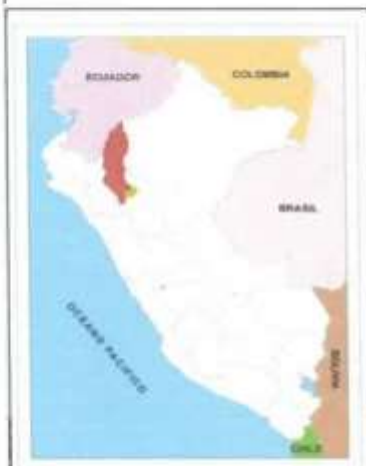 ECUADOR
COLOMBIA
BRASIL
OCEANO PACIFICO
BOLIVIA
CHILE